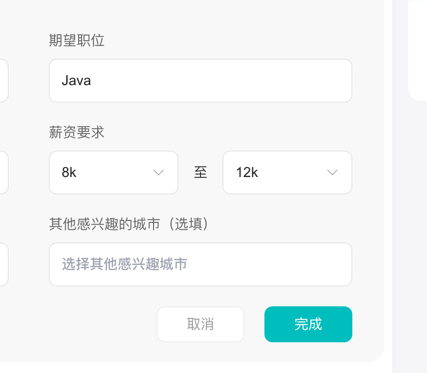 期望职位
Java
薪资要求
8k 至 12k
其他感兴趣的城市（选填）
选择其他感兴趣城市
取消 完成